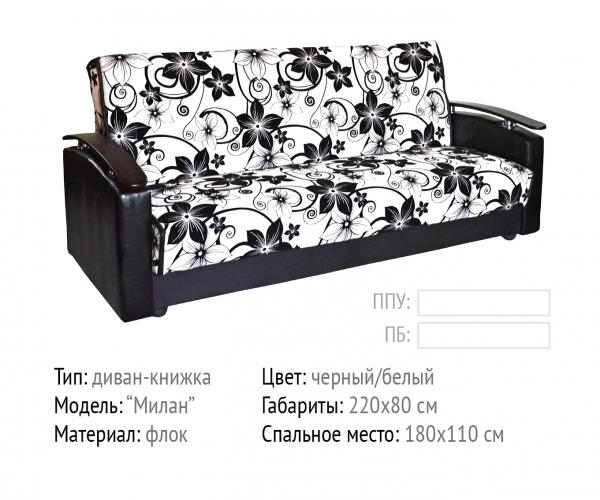 ППУ:
ПБ:
Тип: диван-книжка
Модель: “Милан”
Материал: флок
Цвет: черный/белый
Габариты: 220х80 см
Спальное место: 180х110 см